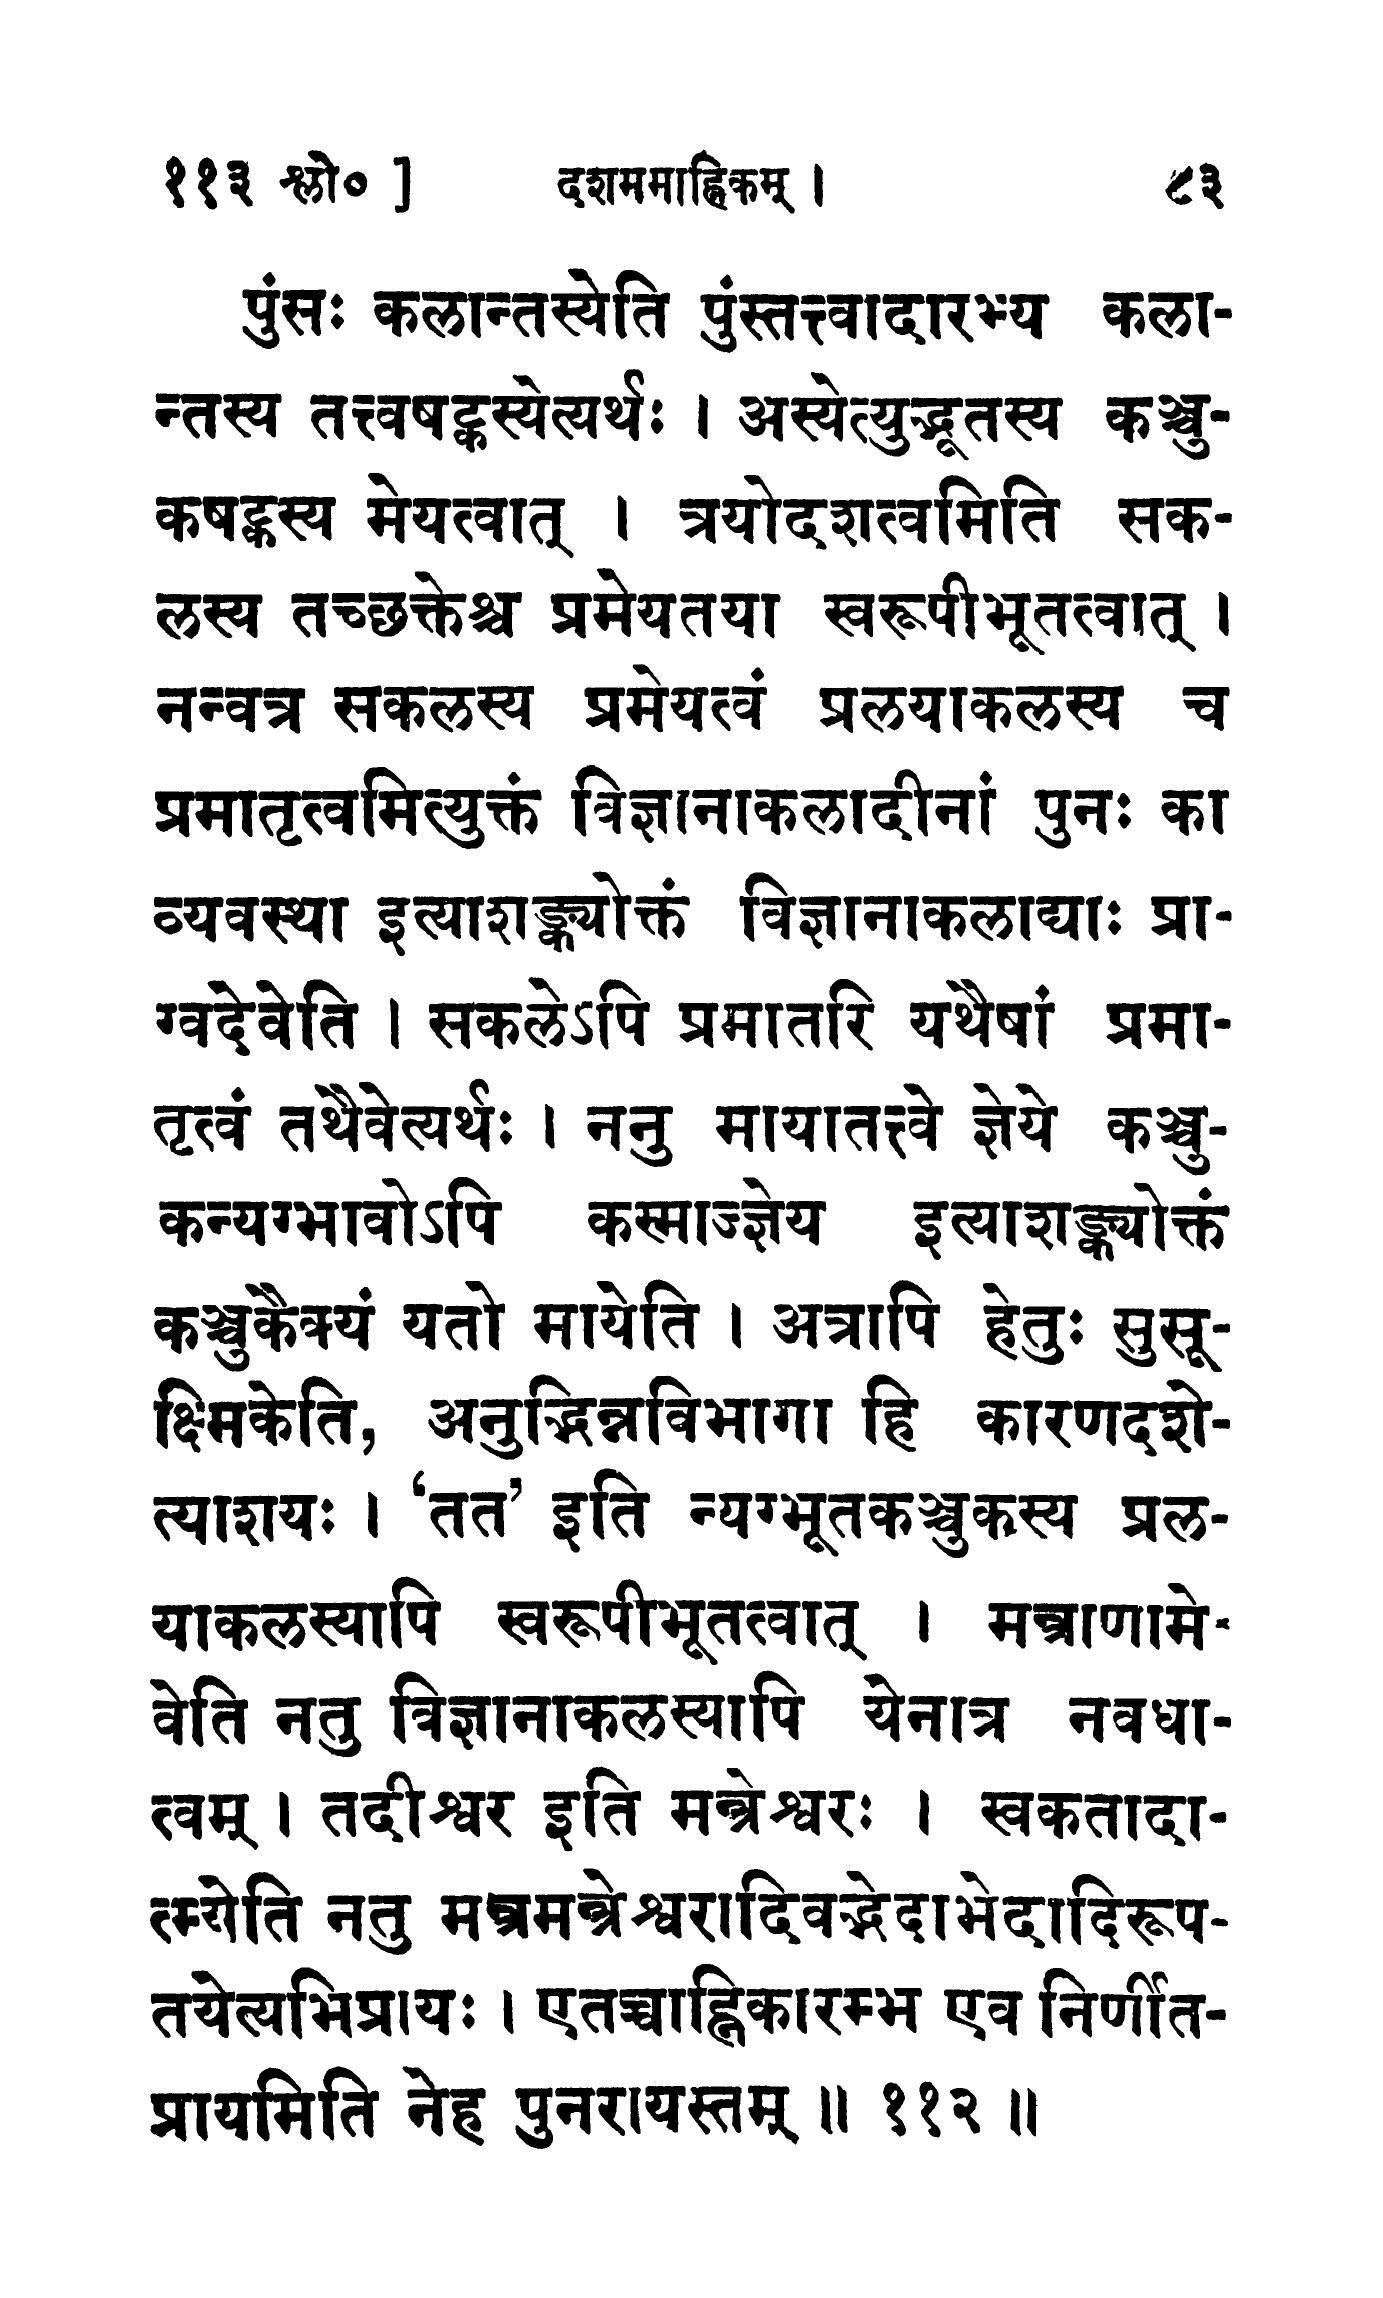 ११३ श्लो० ] दशममाह्निकम् । ८३
पुंसः कलान्तस्येति पुंस्तत्त्वादारभ्य कला-
न्तस्य तत्त्वषट्कस्येत्यर्थः । अस्येत्युद्भूतस्य कञ्चु-
कषट्कस्य मेयत्वात् । त्रयोदशत्वमिति सक-
लस्य तच्छक्तेश्च प्रमेयतया स्वरूपीभूतत्वात् ।
नन्वत्र सकलस्य प्रमेयत्वं प्रलयाकलस्य च
प्रमातृत्वमित्युक्तं विज्ञानाकलादीनां पुनः का
व्यवस्था इत्याशङ्क्योक्तं विज्ञानाकलाद्याः प्रा-
ग्वदेवेति । सकलेऽपि प्रमातरि यथैषां प्रमा-
तृत्वं तथैवेत्यर्थः । ननु मायातत्त्वे ज्ञेये कञ्चु-
कन्यग्भावोऽपि कस्माज्ज्ञेय इत्याशङ्क्योक्तं
कञ्चुकैक्यं यतो मायेति । अत्रापि हेतुः सुसू-
क्ष्मिकेति, अनुद्भिन्नविभागा हि कारणदशे-
त्याशयः । ‘तत’ इति न्यग्भूतकञ्चुकस्य प्रल-
याकलस्यापि स्वरूपीभूतत्वात् । मन्त्राणामे-
वेति नतु विज्ञानाकलस्यापि येनात्र नवधा-
त्वम् । तदीश्वर इति मन्त्रेश्वरः । स्वकतादा-
त्म्येति नतु मन्त्रमन्त्रेश्वरादिवद्भेदाभेदादिरूप-
तयेत्यभिप्रायः । एतच्चाह्निकारम्भ एव निर्णीत-
प्रायमिति नेह पुनरायस्तम् ॥ ११२ ॥